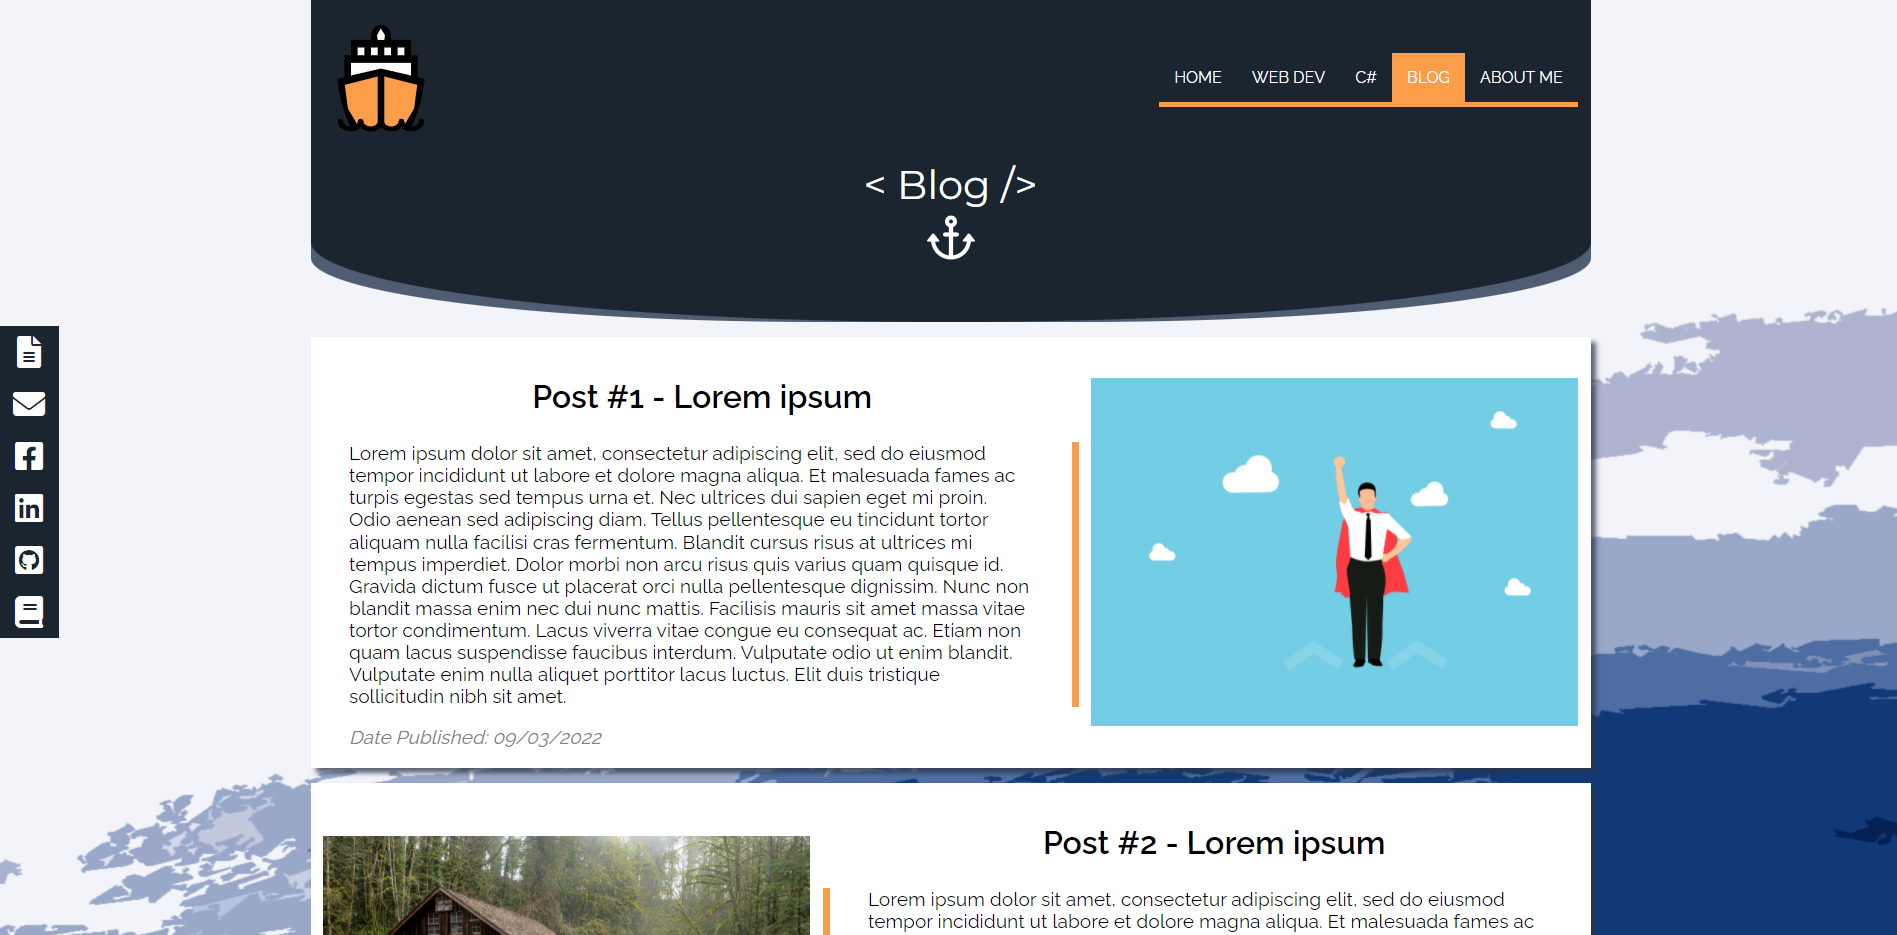 HOME WEB DEV C# BLOG ABOUT ME
< Blog />
Post #1 - Lorem ipsum
Lorem ipsum dolor sit amet, consectetur adipiscing elit, sed do eiusmod
tempor incididunt ut labore et dolore magna aliqua. Et malesuada fames ac
turpis egestas sed tempus urna et. Nec ultrices dui sapien eget mi proin.
Odio aenean sed adipiscing diam. Tellus pellentesque eu tincidunt tortor
aliquam nulla facilisi cras fermentum. Blandit cursus risus at ultrices mi
tempus imperdiet. Dolor morbi non arcu risus quis varius quam quisque id.
Gravida dictum fusce ut placerat orci nulla pellentesque dignissim. Nunc non
blandit massa enim nec dui nunc mattis. Facilisis mauris sit amet massa vitae
tortor condimentum. Lacus viverra vitae congue eu consequat ac. Etiam non
quam lacus suspendisse faucibus interdum. Vulputate odio ut enim blandit.
Vulputate enim nulla aliquet porttitor lacus luctus. Elit duis tristique
sollicitudin nibh sit amet.
Date Published: 09/03/2022
Post #2 - Lorem ipsum
Lorem ipsum dolor sit amet, consectetur adipiscing elit, sed do eiusmod
tempor incididunt ut labore et dolore magna aliqua. Et malesuada fames ac